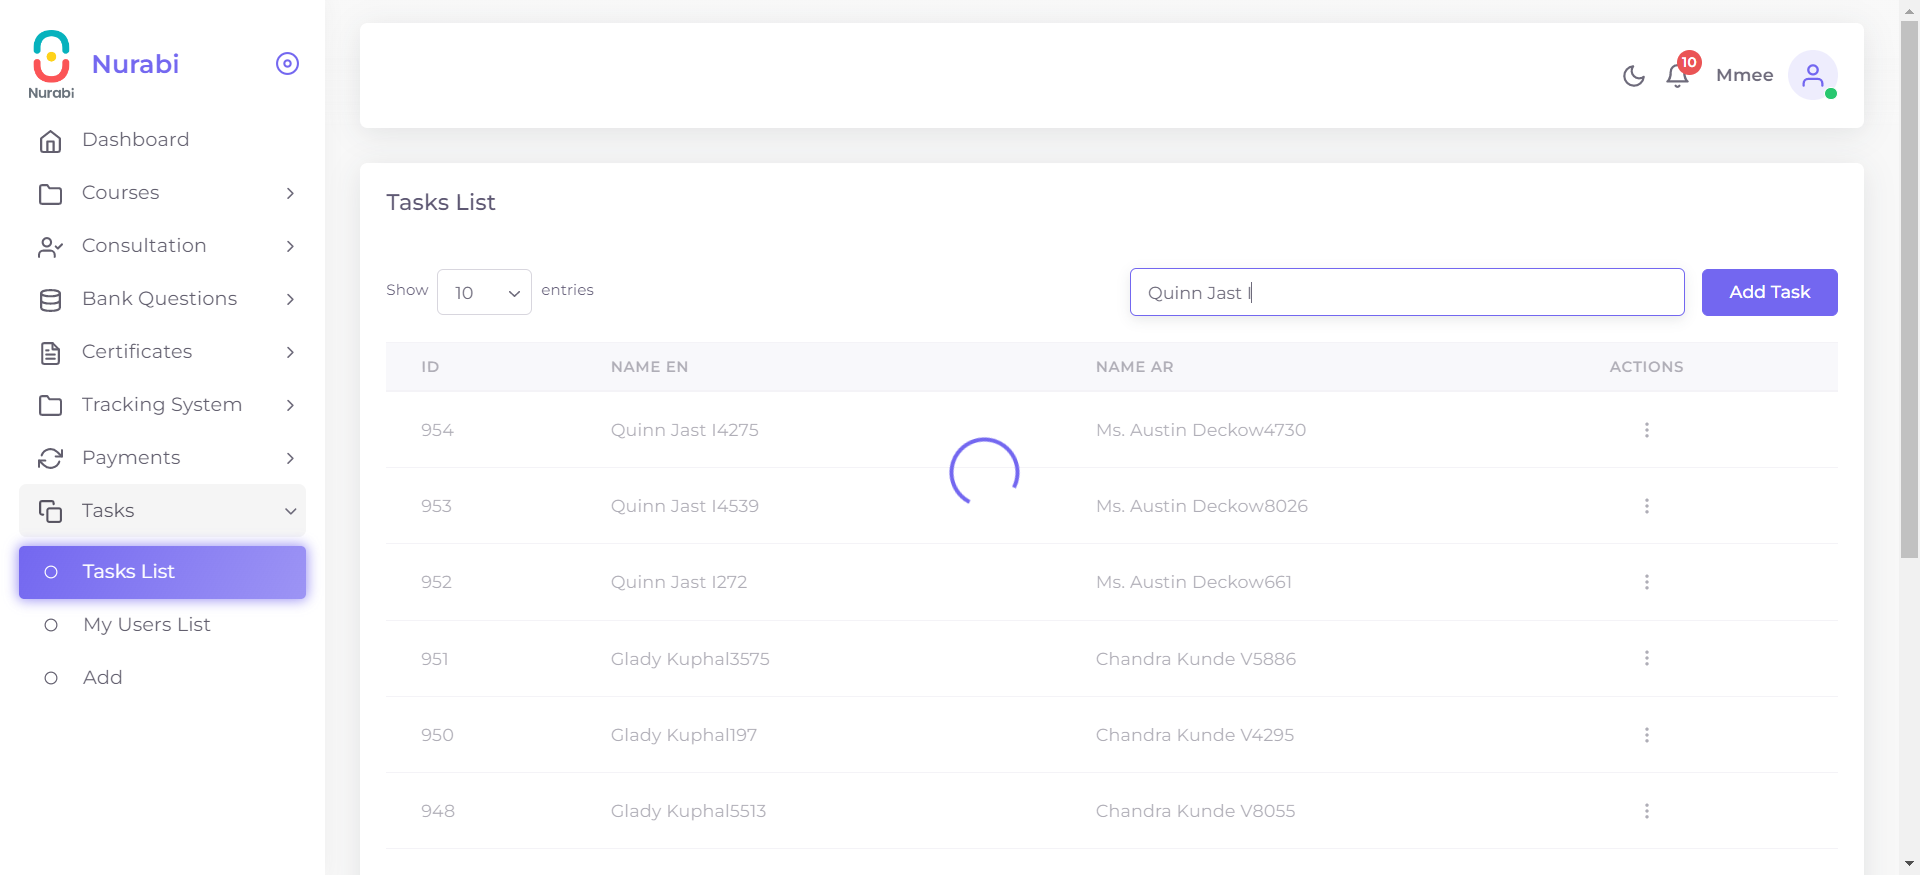 Nurabi
Nurabi
10
Mmee
Dashboard
Courses
Consultation
Bank Questions
Certificates
Tracking System
Payments
Tasks
Tasks List
My Users List
Add
Tasks List
Show 10 entries
Quinn Jast I
Add Task
ID NAME EN NAME AR ACTIONS
954 Quinn Jast I4275 Ms. Austin Deckow4730
953 Quinn Jast I4539 Ms. Austin Deckow8026
952 Quinn Jast I272 Ms. Austin Deckow661
951 Glady Kuphal3575 Chandra Kunde V5886
950 Glady Kuphal197 Chandra Kunde V4295
948 Glady Kuphal5513 Chandra Kunde V8055